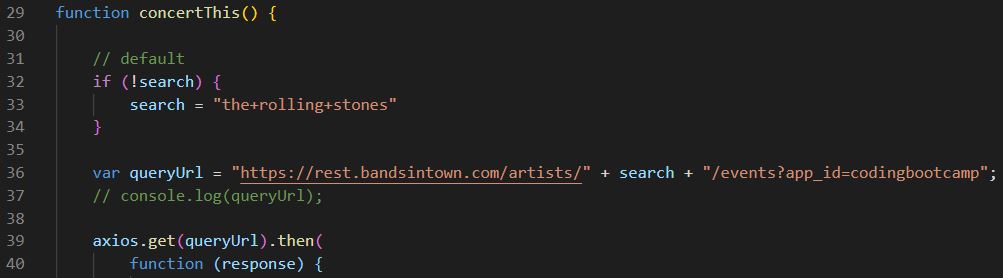 29 function concertThis() {
30
31 // default
32 if (!search) {
33 search = "the+rolling+stones"
34 }
35
36 var queryUrl = "https://rest.bandsintown.com/artists/" + search + "/events?app_id=codingbootcamp";
37 // console.log(queryUrl);
38
39 axios.get(queryUrl).then(
40 function (response) {